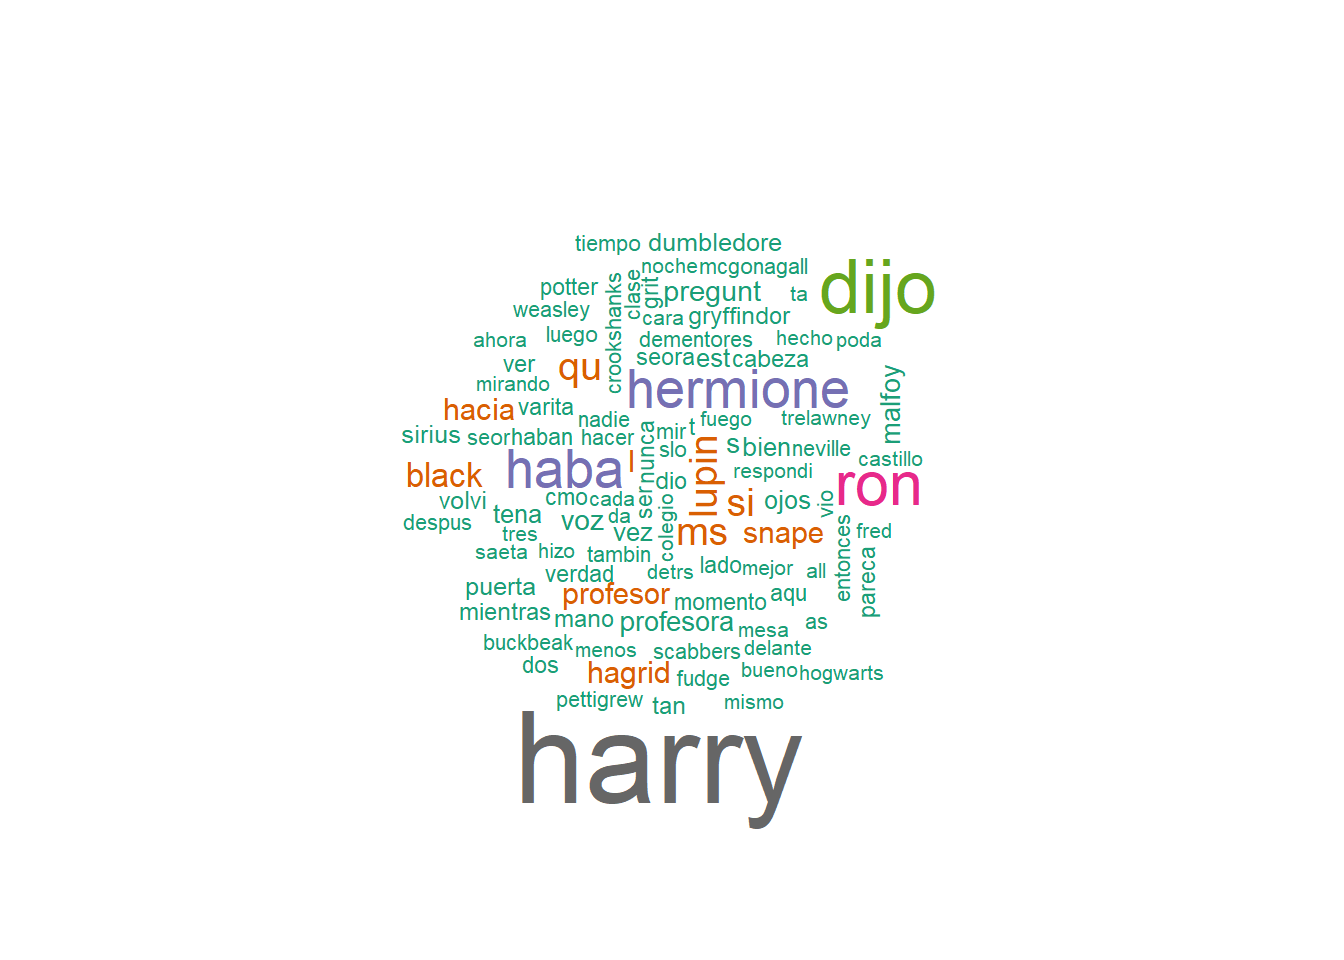 tiempo dumbledore
noche mcgonagall
dijo
potter
crookshanks
clase
grit
pregunt
ta
weasley
cara gryffindor
ahora
luego
dementores
hecho
poda
ver
qu
seora
est
cabeza
mirando
hermione
malfoy
hacia
varita
nadie
fuego
trelawney
sirius
seor
haban
hacer
nunca
mir
t
slo
lupin
s
bien
neville
castillo
black
haba
l
dio
respondi
ron
volvi
cmo
cada
ser
si
ojos
vio
despus
tena
voz
da
vez
colegio
ms
snape
entonces
fred
tres
saeta
hizo
tambin
pareca
verdad
detrs
lado
mejor
all
puerta
profesor
momento
aqu
mientras
mano
profesora
mesa
as
buckbeak
menos
scabbers
delante
dos
hagrid
fudge
bueno
hogwarts
pettigrew
tan
mismo
harry